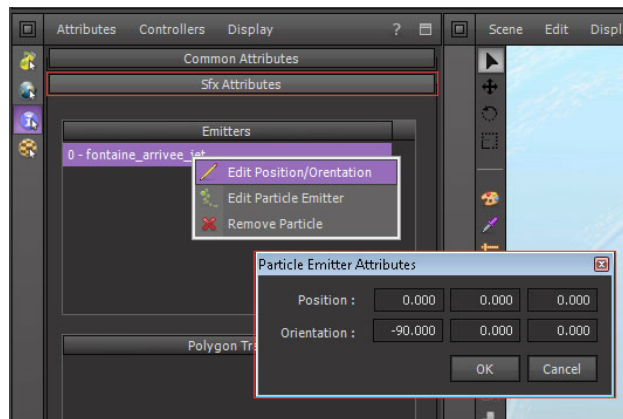 Attributes Controllers Display ?
Scene Edit Displ
Common Attributes
Sfx Attributes
Emitters
0 - fontaine_arrivee_jet
Edit Position/Orentation
Edit Particle Emitter
Remove Particle
Particle Emitter Attributes
Position : 0.000 0.000 0.000
Orientation : -90.000 0.000 0.000
OK Cancel
Polygon Tr